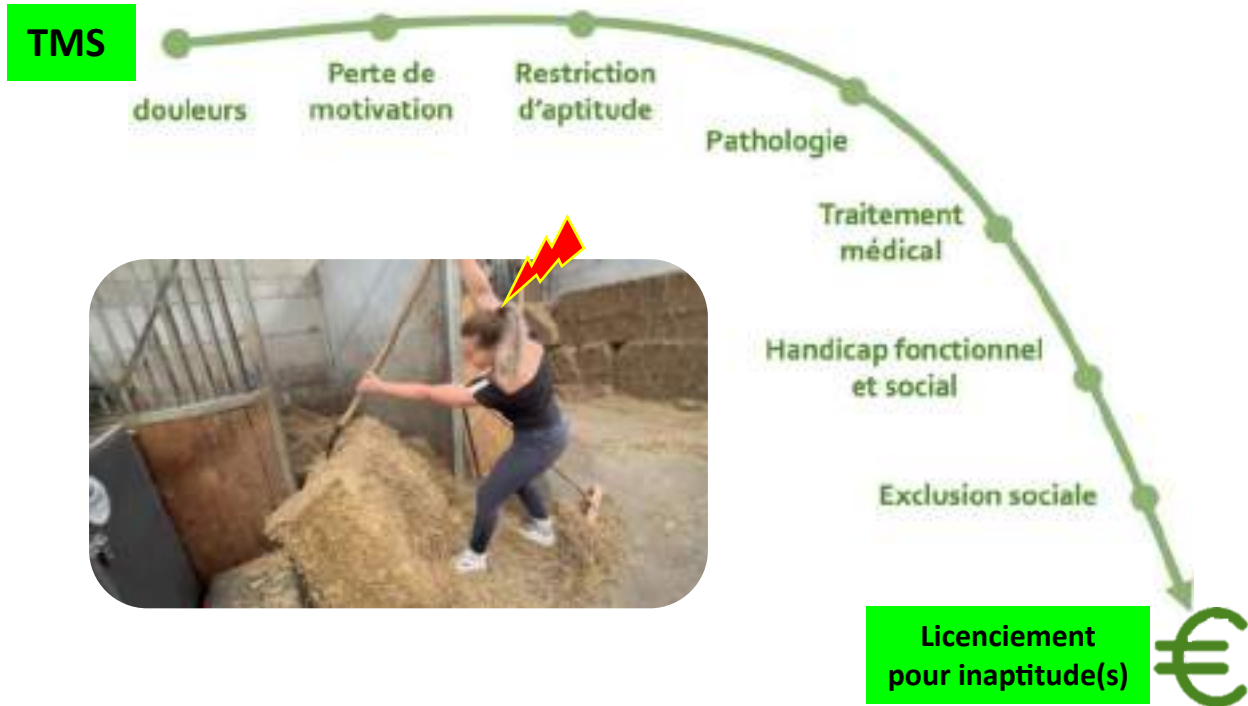 TMS
douleurs
Perte de
motivation
Restriction
d'aptitude
Pathologie
Traitement
médical
Handicap fonctionnel
et social
Exclusion sociale
Licenciement
pour inaptitude(s)
€